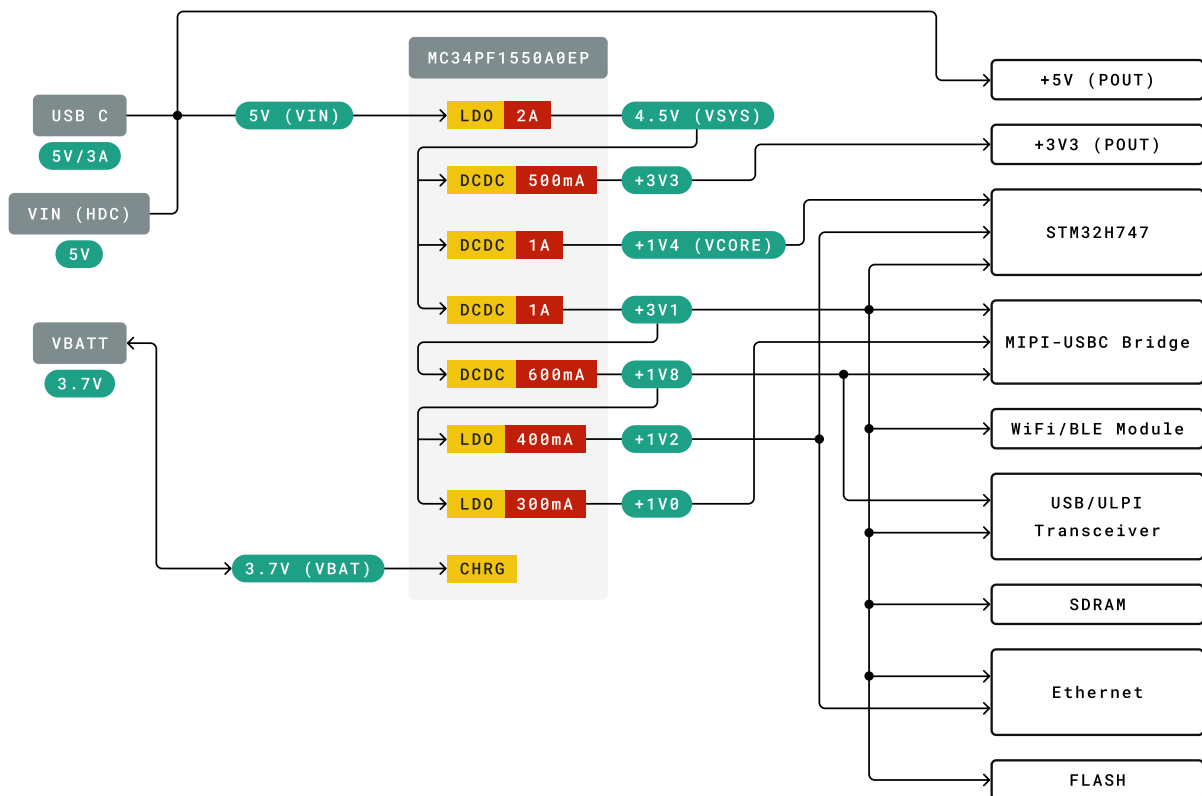 MC34PF1550A0EP
USB C
5V/3A
VIN (HDC)
5V
VBATT
3.7V
5V (VIN)
3.7V (VBAT)
LDO 2A
4.5V (VSYS)
DCDC 500mA
+3V3
DCDC 1A
+1V4 (VCORE)
DCDC 1A
+3V1
DCDC 600mA
+1V8
LDO 400mA
+1V2
LDO 300mA
+1V0
CHRG
+5V (POUT)
+3V3 (POUT)
STM32H747
MIPI-USBC Bridge
WiFi/BLE Module
USB/ULPI
Transceiver
SDRAM
Ethernet
FLASH